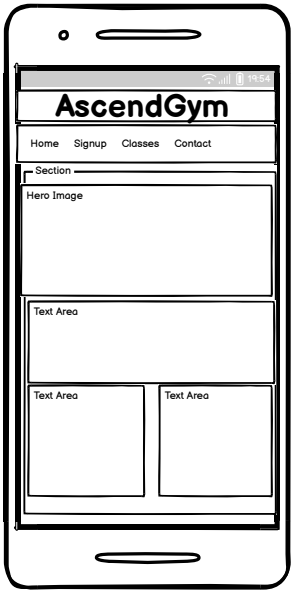 19:54
AscendGym
Home Signup Classes Contact
Section
Hero Image
Text Area
Text Area Text Area